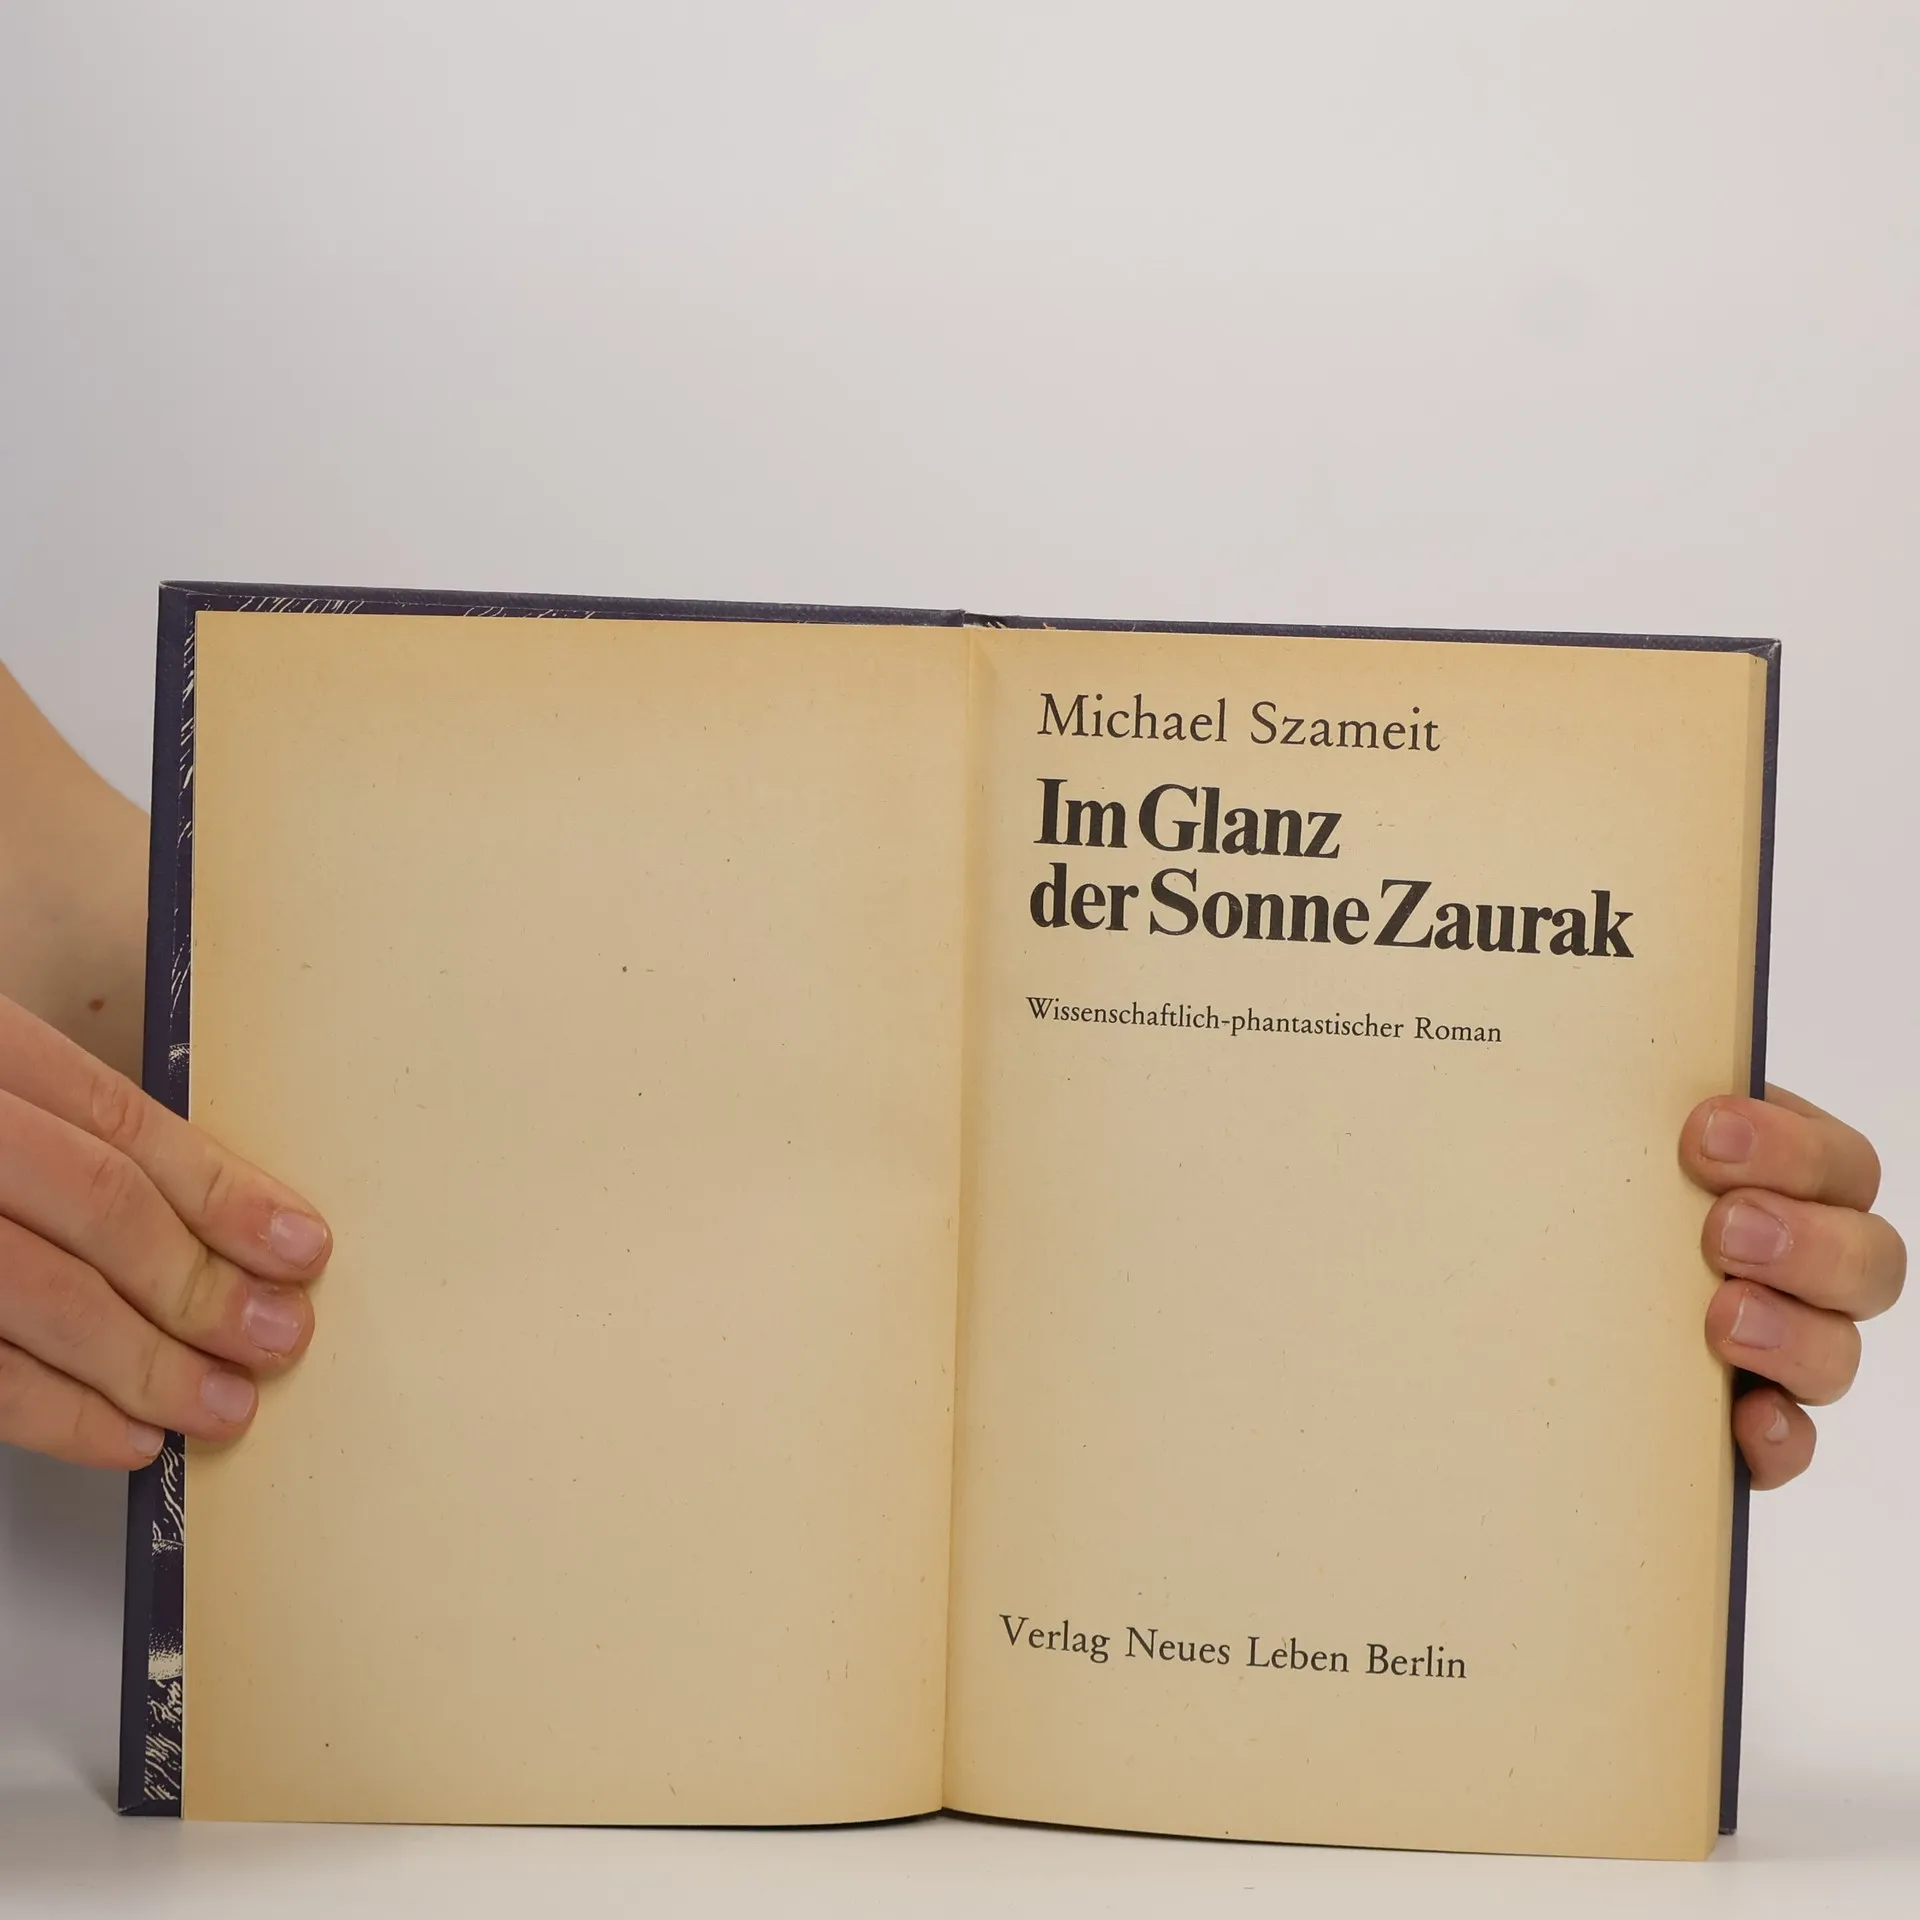 Michael Szameit
Im Glanz
der Sonne Zaurak
Wissenschaftlich-phantastischer Roman
Verlag Neues Leben Berlin